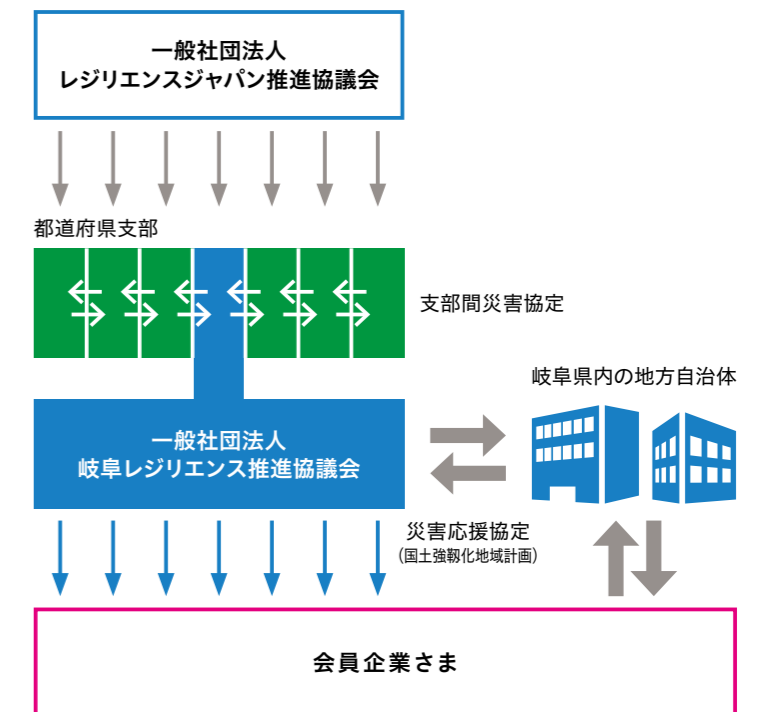 一般社団法人
レジリエンスジャパン推進協議会
都道府県支部
支部間災害協定
岐阜県内の地方自治体
一般社団法人
岐阜レジリエンス推進協議会
災害応援協定
(国土強靱化地域計画)
会員企業さま